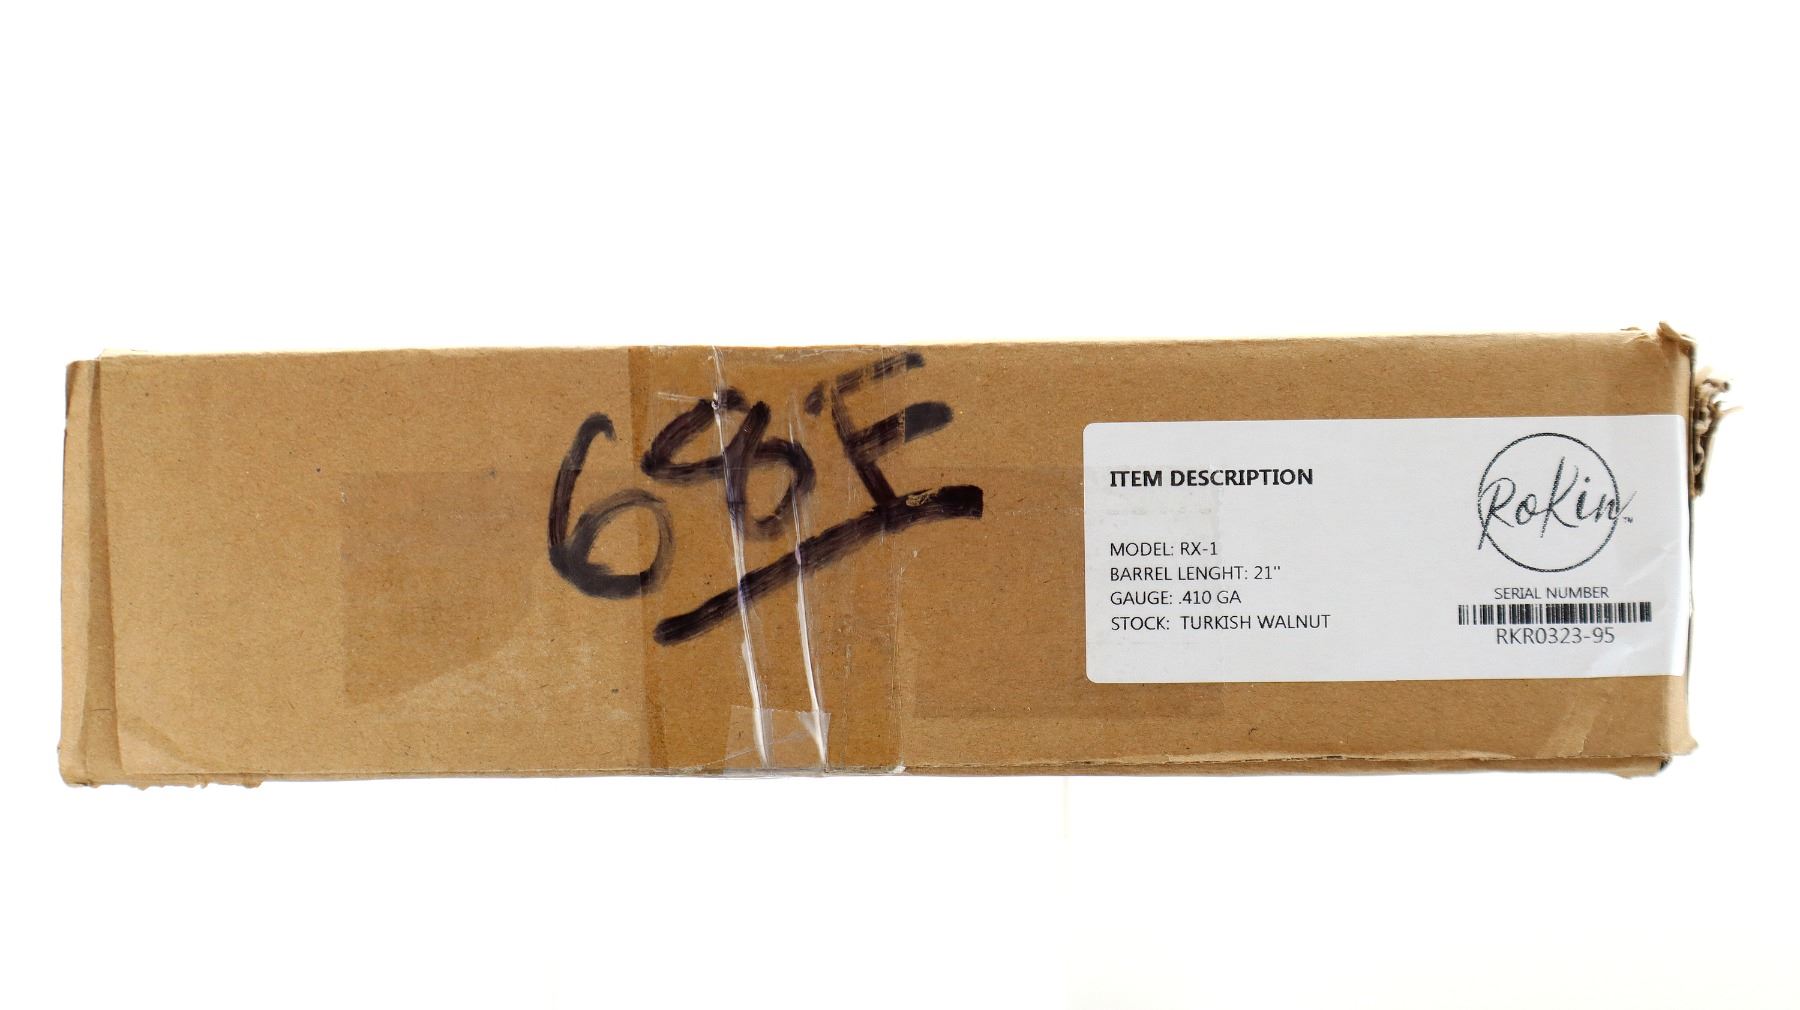 68E
ITEM DESCRIPTION
RoKin™
MODEL: RX-1
BARREL LENGHT: 21"
GAUGE: .410 GA
STOCK: TURKISH WALNUT
SERIAL NUMBER
RKR0323-95